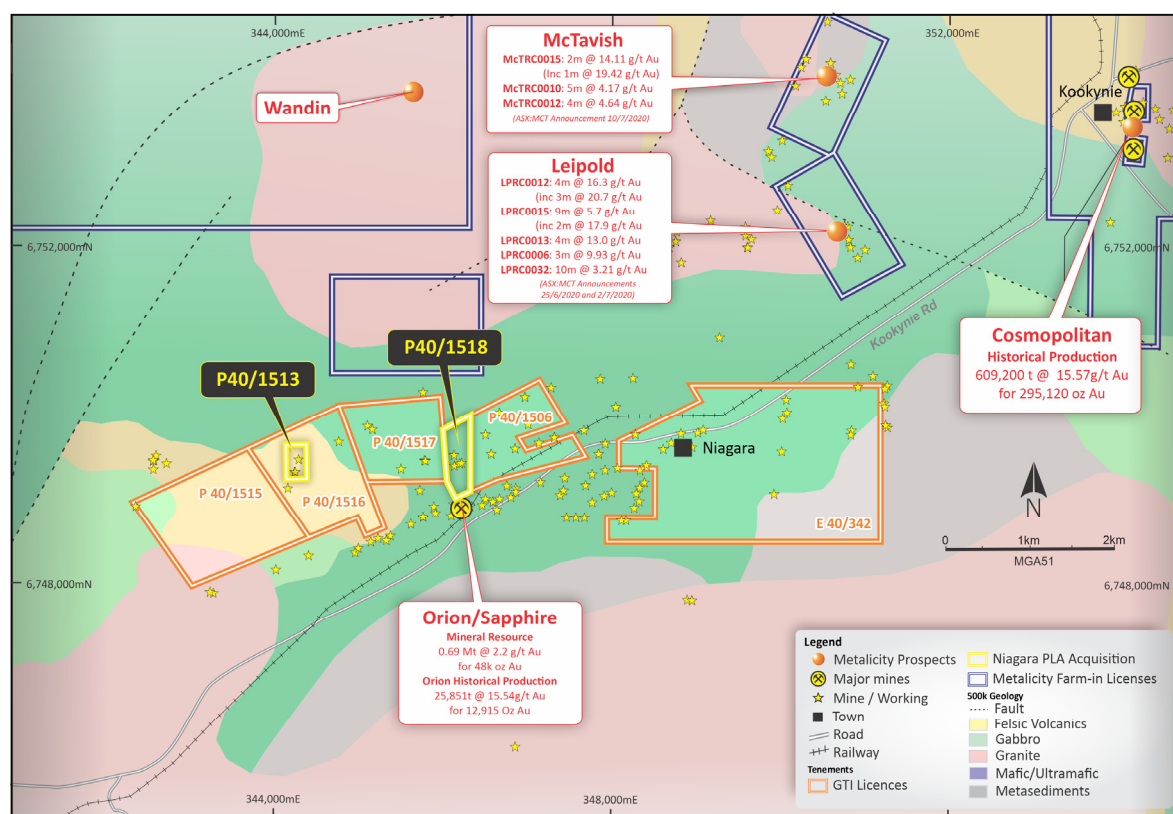 344,000mE
352,000mE
McTavish
McTRC0015: 2m @ 14.11 g/t Au
(Inc 1m @ 19.42 g/t Au)
McTRC0010: 5m @ 4.17 g/t Au
McTRC0012: 4m @ 4.64 g/t Au
(ASX:MCT Announcement 10/7/2020)
Wandin
Kookynie
Leipold
LPRC0012: 4m @ 16.3 g/t Au
(inc 3m @ 20.7 g/t Au
LPRC0015: 9m @ 5.7 g/t Au
(inc 2m @ 17.9 g/t Au
LPRC0013: 4m @ 13.0 g/t Au
LPRC0006: 3m @ 9.93 g/t Au
LPRC0032: 10m @ 3.21 g/t Au
(ASX:MCT Announcements
25/6/2020 and 2/7/2020)
6,752,000mN
6,752,000mN
Kookynie Rd
Cosmopolitan
Historical Production
609,200 t @ 15.57g/t Au
for 295,120 oz Au
P40/1518
P40/1513
P 40/1506
P 40/1517
Niagara
P 40/1515
P 40/1516
E 40/342
N
0 1km 2km
MGA51
6,748,000mN
6,748,000mN
Orion/Sapphire
Mineral Resource
0.69 Mt @ 2.2 g/t Au
for 48k oz Au
Orion Historical Production
25,851t @ 15.54g/t Au
for 12,915 Oz Au
Legend
Metalicity Prospects
Major mines
Mine / Working
Town
Road
Railway
Tenements
GTI Licences
Niagara PLA Acquisition
Metalicity Farm-in Licenses
500k Geology
Fault
Felsic Volcanics
Gabbro
Granite
Mafic/Ultramafic
Metasediments
344,000mE
348,000mE